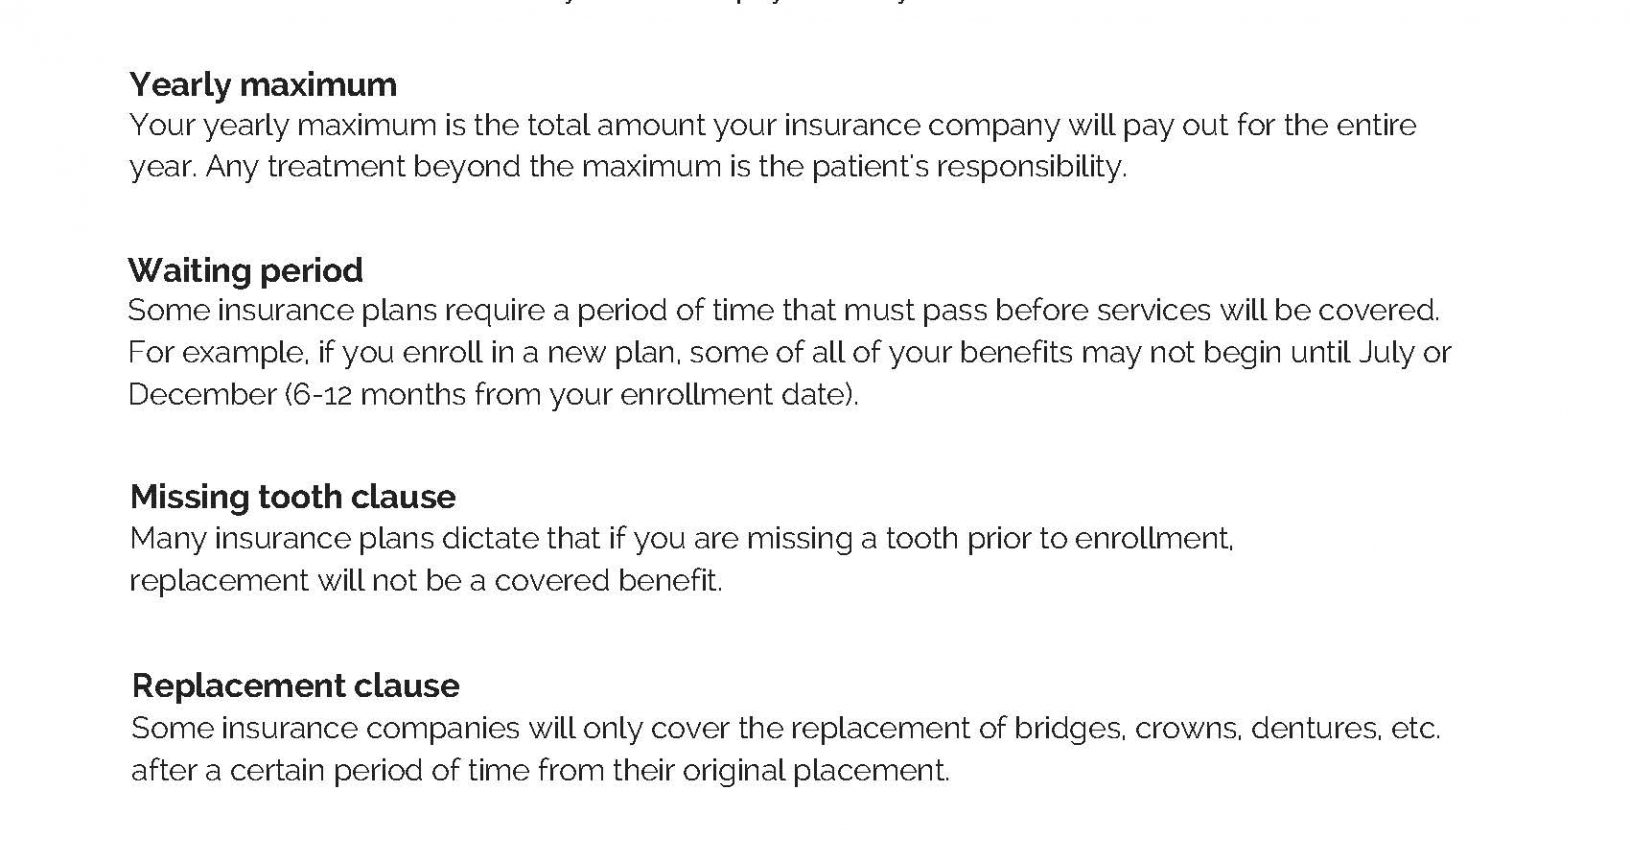 Yearly maximum
Your yearly maximum is the total amount your insurance company will pay out for the entire
year. Any treatment beyond the maximum is the patient's responsibility.
Waiting period
Some insurance plans require a period of time that must pass before services will be covered.
For example, if you enroll in a new plan, some of all of your benefits may not begin until July or
December (6-12 months from your enrollment date).
Missing tooth clause
Many insurance plans dictate that if you are missing a tooth prior to enrollment,
replacement will not be a covered benefit.
Replacement clause
Some insurance companies will only cover the replacement of bridges, crowns, dentures, etc.
after a certain period of time from their original placement.